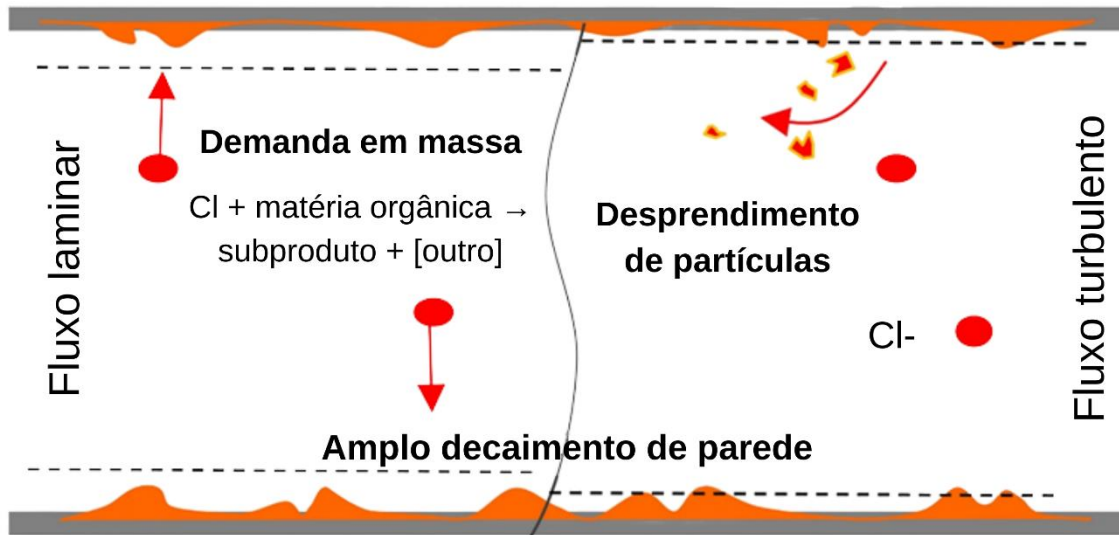 Fluxo laminar
Demanda em massa
Cl + matéria orgânica →
subproduto + [outro]
Desprendimento
de partículas
Cl-
Amplo decaimento de parede
Fluxo turbulento